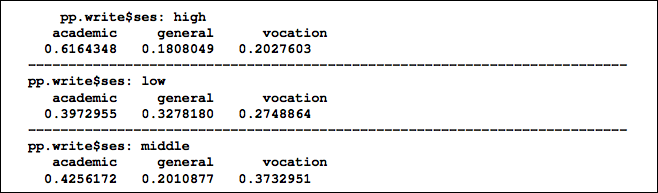 pp.write$ses: high
academic general vocation
0.6164348 0.1808049 0.2027603
--------------------------------------------------------------------------
pp.write$ses: low
academic general vocation
0.3972955 0.3278180 0.2748864
--------------------------------------------------------------------------
pp.write$ses: middle
academic general vocation
0.4256172 0.2010877 0.3732951